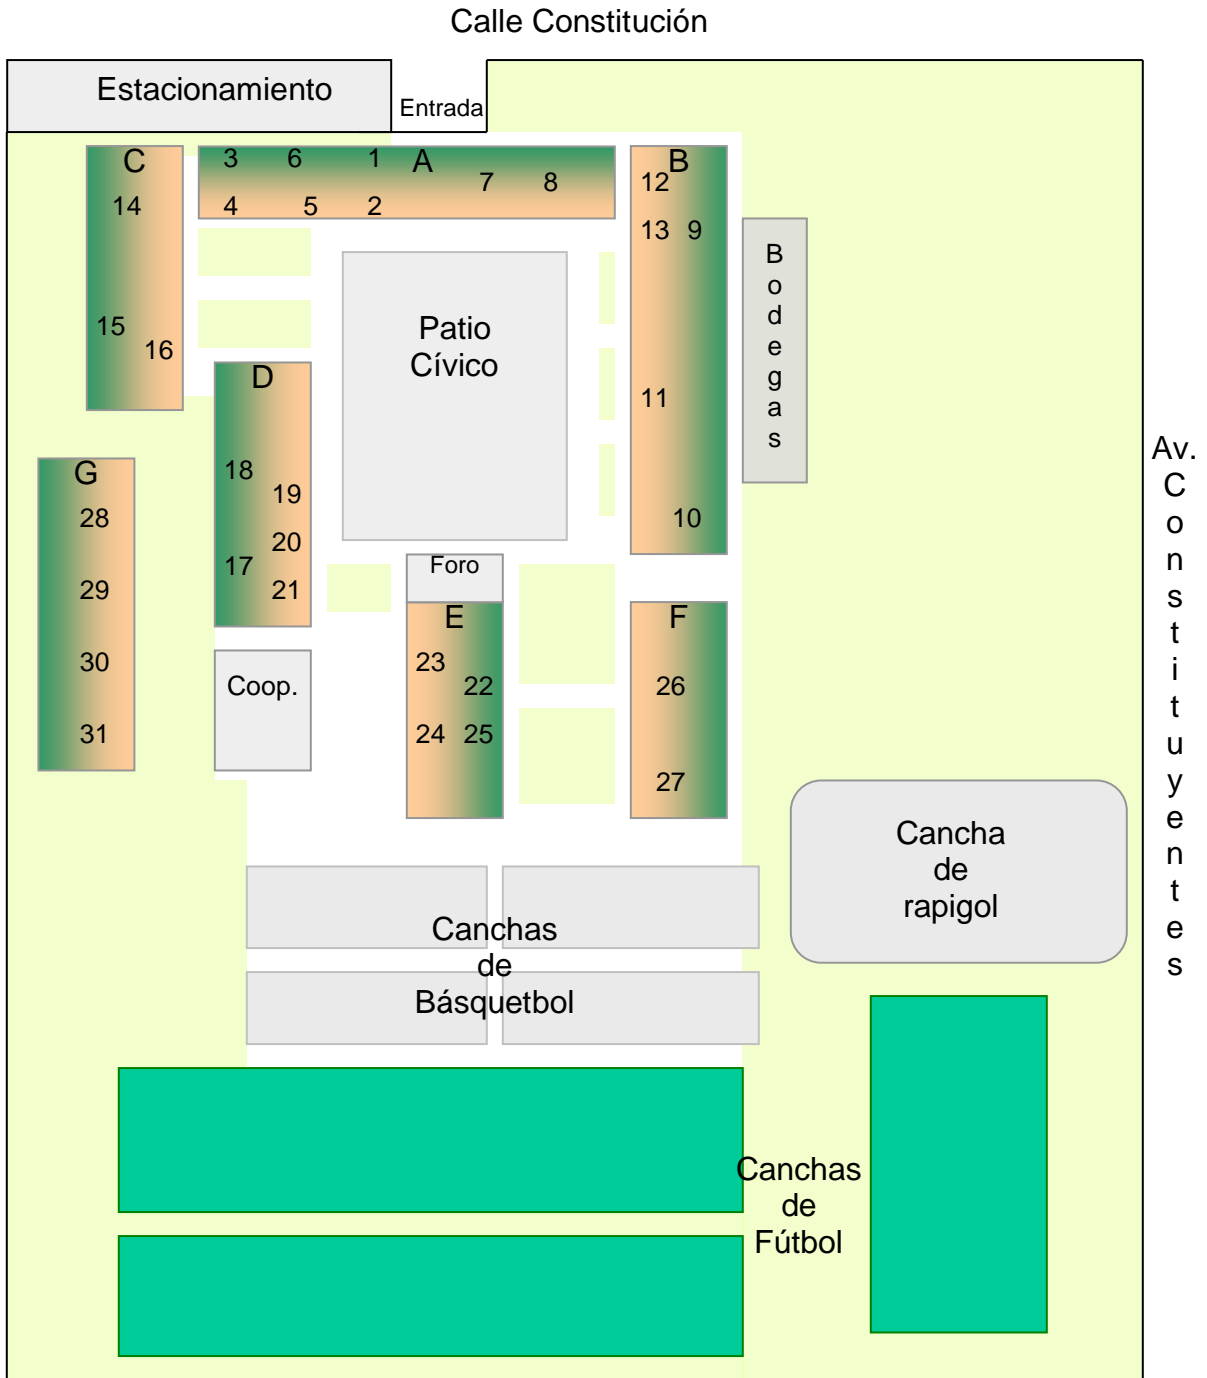 Calle Constitución
Estacionamiento
Entrada
C
14
15
16
3 6 1 A
7 8
4 5 2
B
12
13 9
11
10
B
o
d
e
g
a
s
Patio
Cívico
D
18
19
20
17
21
G
28
29
30
31
Foro
E
23
22
24 25
F
26
27
Coop.
Av.
C
o
n
s
t
i
t
u
y
e
n
t
e
s
Cancha
de
rapigol
Canchas
de
Básquetbol
Canchas
de
Fútbol